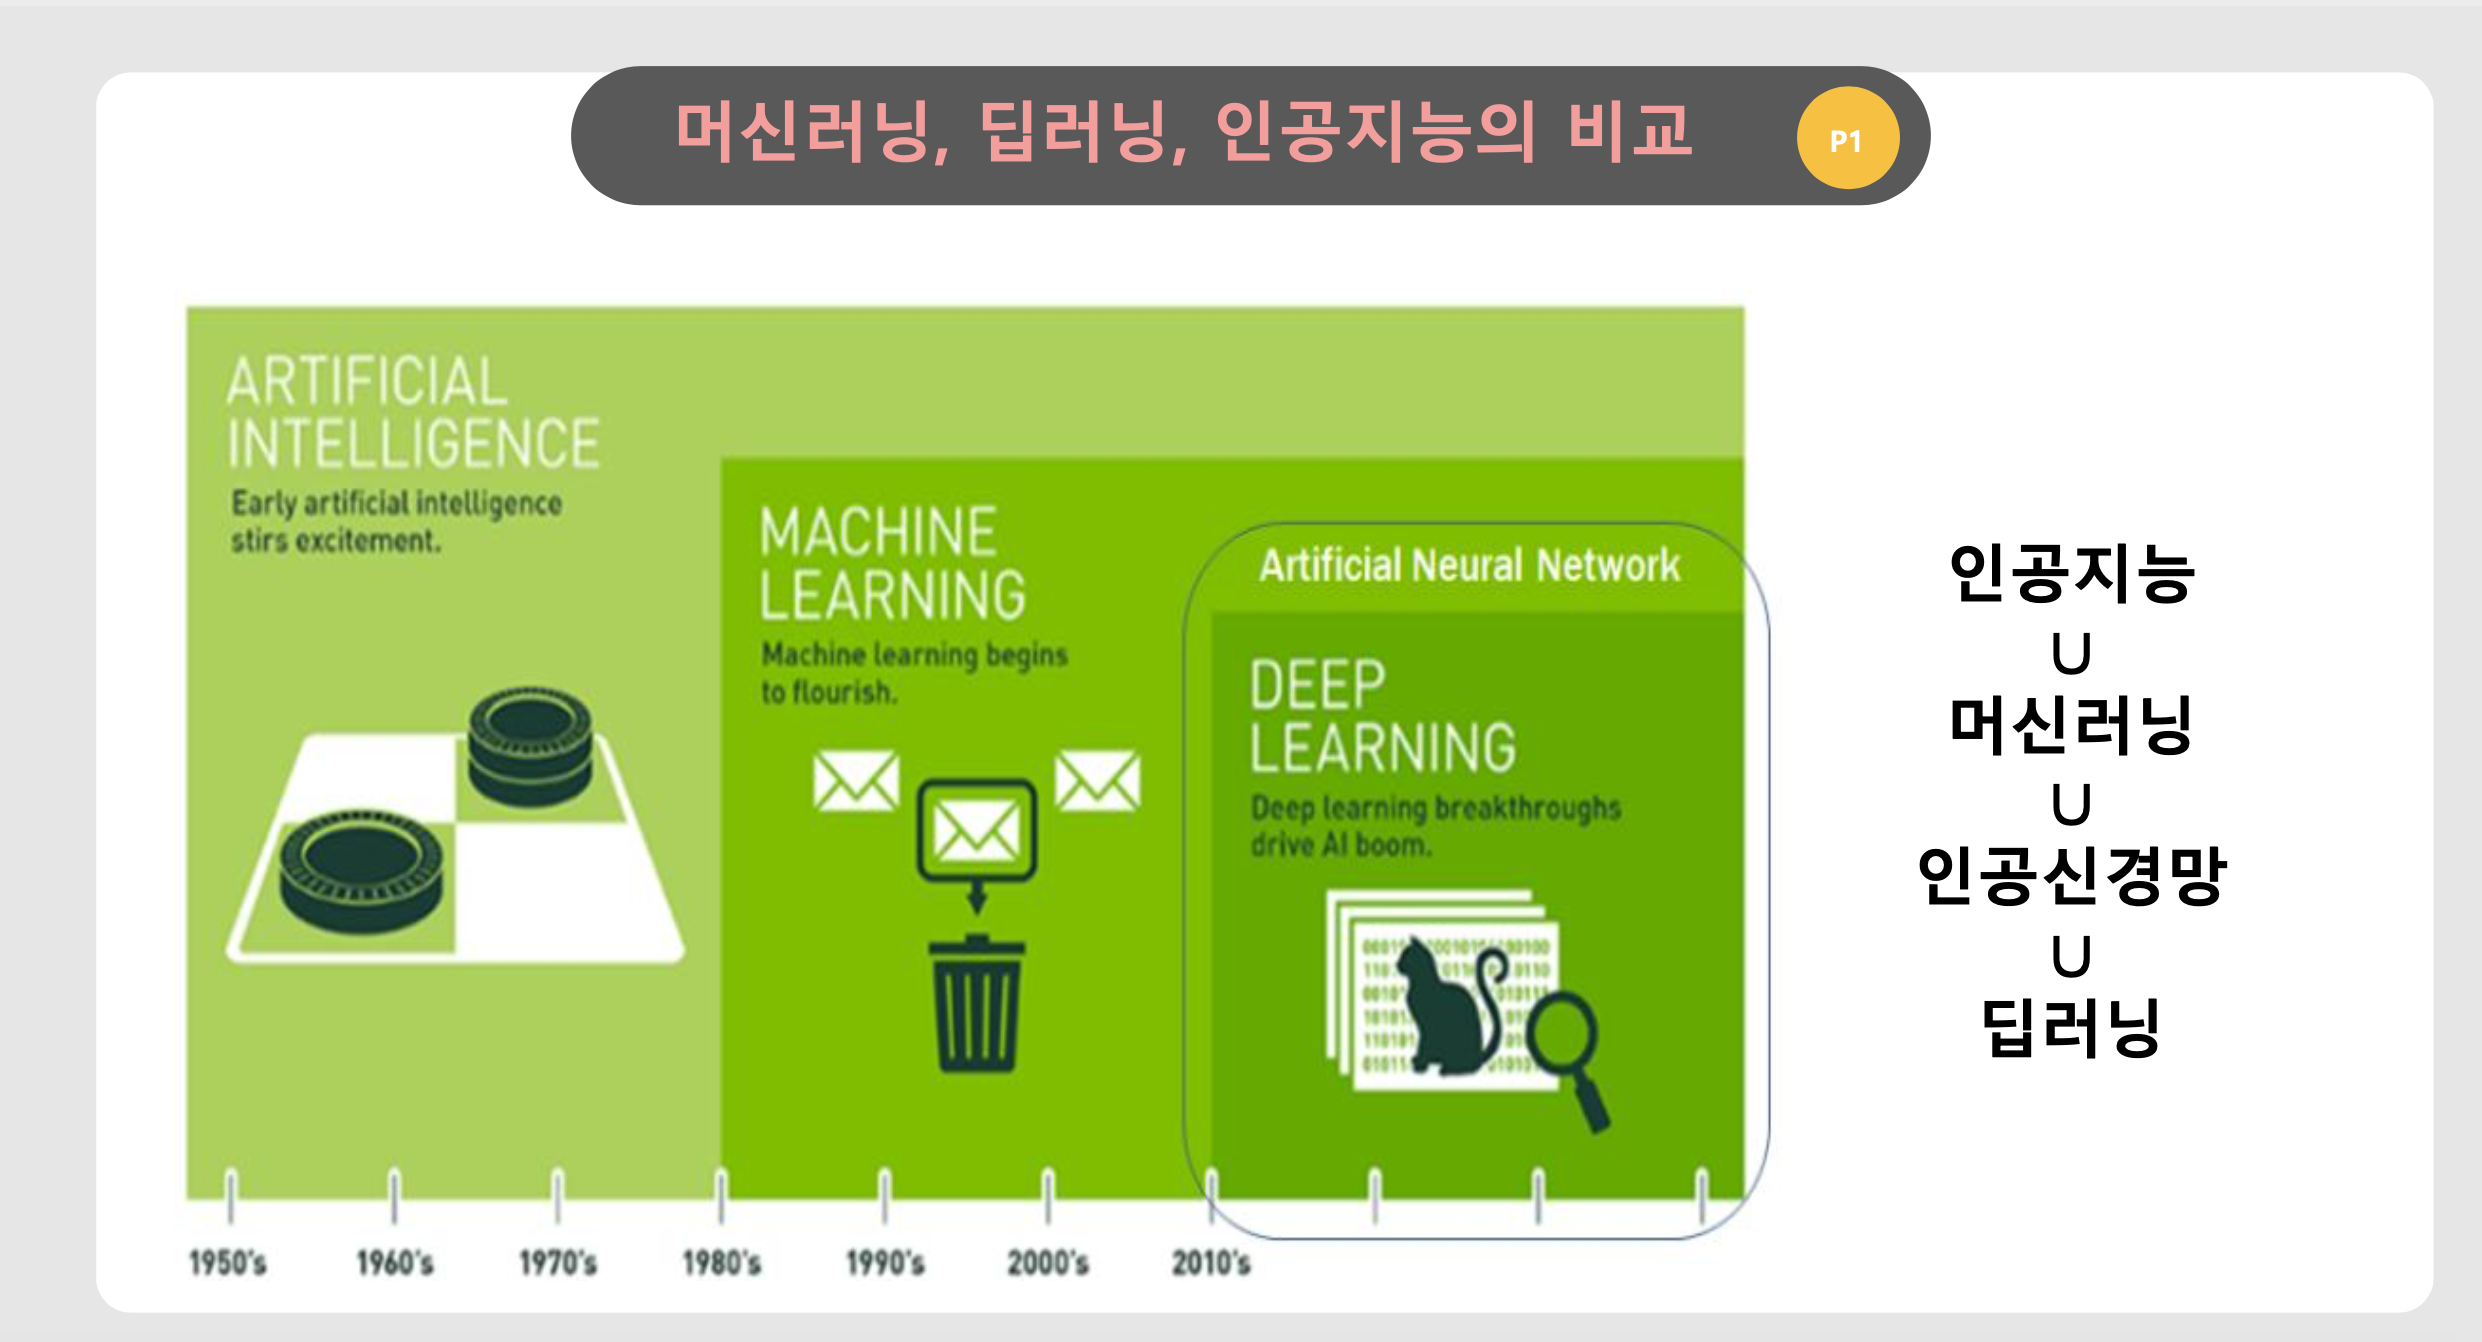 머신러닝, 딥러닝, 인공지능의 비교
P1
ARTIFICIAL
INTELLIGENCE
Early artificial intelligence
stirs excitement.
MACHINE
LEARNING
Machine learning begins
to flourish.
Artificial Neural Network
DEEP
LEARNING
Deep learning breakthroughs
drive AI boom.
1950's 1960's 1970's 1980's 1990's 2000's 2010's
인공지능
∪
머신러닝
∪
인공신경망
∪
딥러닝